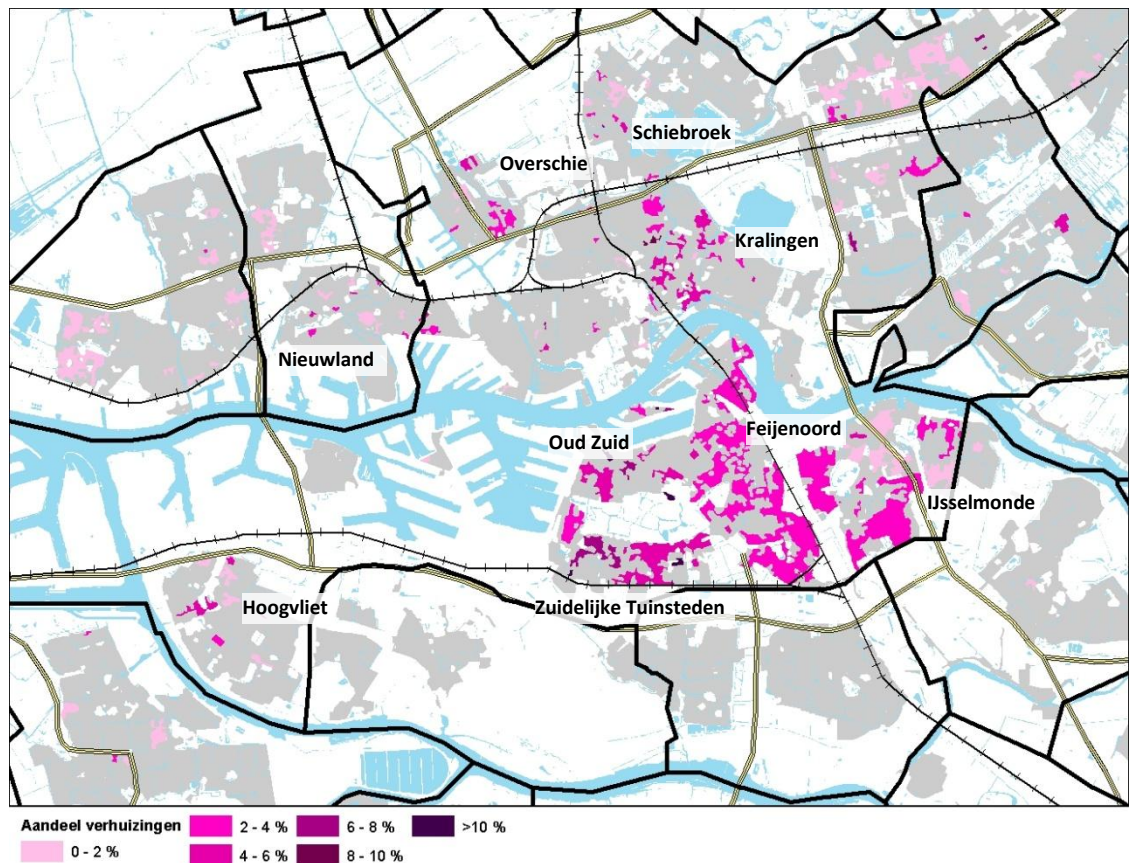 Schiebroek
Overschie
Kralingen
Nieuwland
Oud Zuid
Feijenoord
IJsselmonde
Hoogvliet
Zuidelijke Tuinsteden
Aandeel verhuizingen
0 - 2 %
2 - 4 %
4 - 6 %
6 - 8 %
8 - 10 %
>10 %